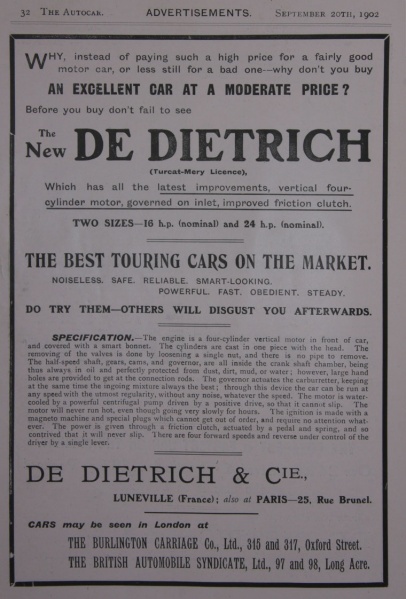 32 THE AUTOCAR. ADVERTISEMENTS. SEPTEMBER 20TH, 1902
WHY, instead of paying such a high price for a fairly good
motor car, or less still for a bad one—why don't you buy
AN EXCELLENT CAR AT A MODERATE PRICE?
Before you buy don't fail to see
The New DE DIETRICH
(Turcat-Mery Licence),
Which has all the latest improvements, vertical four-
cylinder motor, governed on inlet, improved friction clutch.
TWO SIZES—16 h.p. (nominal) and 24 h.p. (nominal).
THE BEST TOURING CARS ON THE MARKET.
NOISELESS. SAFE. RELIABLE. SMART-LOOKING.
POWERFUL. FAST. OBEDIENT. STEADY.
DO TRY THEM—OTHERS WILL DISGUST YOU AFTERWARDS.
SPECIFICATION.—The engine is a four-cylinder vertical motor in front of car,
and covered with a smart bonnet. The cylinders are cast in one piece with the head. The
removing of the valves is done by loosening a single nut, and there is no pipe to remove.
The half-speed shaft, gears, cams, and governor, are all inside the crank shaft chamber, being
thus always in oil and perfectly protected from dust, dirt, mud, or water; however, large hand
holes are provided to get at the connection rods. The governor actuates the carburretter, keeping
at the same time the igniting mixture always the best; through this device the car can be run at
any speed with the utmost regularity, without any noise, whatever the speed. The motor is water-
cooled by a powerful centrifugal pump driven by a positive drive, so that it cannot slip. The
motor will never run hot, even though going very slowly for hours. The ignition is made with a
magneto machine and special plugs which cannot get out of order, and require no attention what-
ever. The power is given through a friction clutch, actuated by a pedal and spring, and so
contrived that it will never slip. There are four forward speeds and reverse under control of the
driver by a single lever.
DE DIETRICH & CIE.,
LUNEVILLE (France); also at PARIS—25, Rue Brunel.
CARS may be seen in London at
THE BURLINGTON CARRIAGE Co., Ltd., 315 and 317, Oxford Street.
THE BRITISH AUTOMOBILE SYNDICATE, Ltd., 97 and 98, Long Acre.